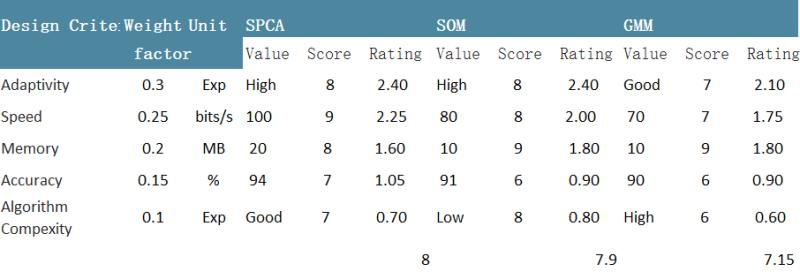 Design Crite Weight Unit SPCA SOM GMM
factor Value Score Rating Value Score Rating Value Score Rating
Adaptivity 0.3 Exp High 8 2.40 High 8 2.40 Good 7 2.10
Speed 0.25 bits/s 100 9 2.25 80 8 2.00 70 7 1.75
Memory 0.2 MB 20 8 1.60 10 9 1.80 10 9 1.80
Accuracy 0.15 % 94 7 1.05 91 6 0.90 90 6 0.90
Algorithm
Compexity 0.1 Exp Good 7 0.70 Low 8 0.80 High 6 0.60
8 7.9 7.15